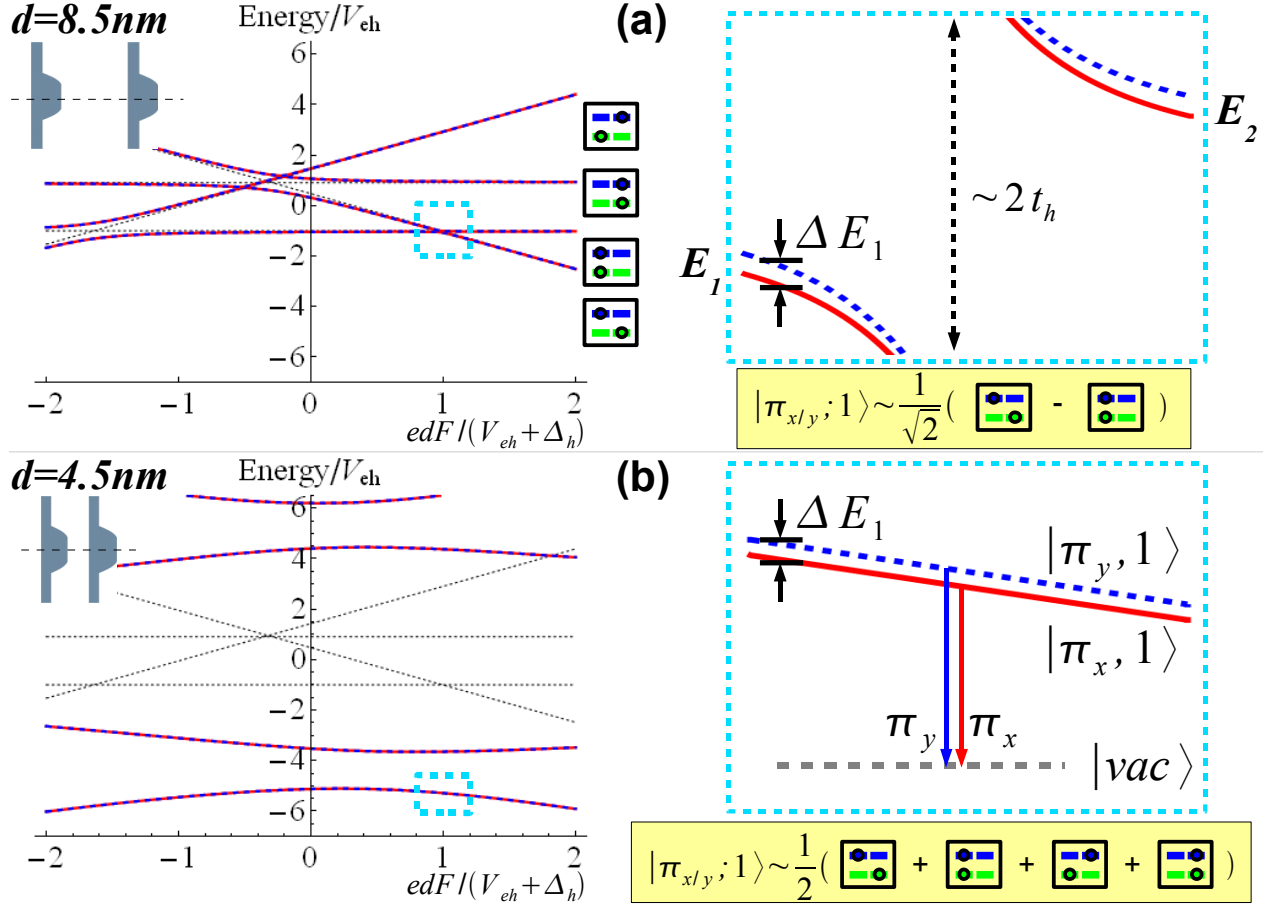 d=8.5nm
Energy/V_eh
(a)
4
2
0
−2
−4
−6
−2 −1 0 1 2
edF/(V_eh+Δ_h)
E_1
ΔE_1
~2t_h
E_2
|π_x/y;1⟩~1/√2( - )
d=4.5nm
Energy/V_eh
(b)
6
4
2
0
−2
−4
−6
−2 −1 0 1 2
edF/(V_eh+Δ_h)
ΔE_1
|π_y,1⟩
|π_x,1⟩
π_y π_x
|vac⟩
|π_x/y;1⟩~1/2( + + + )